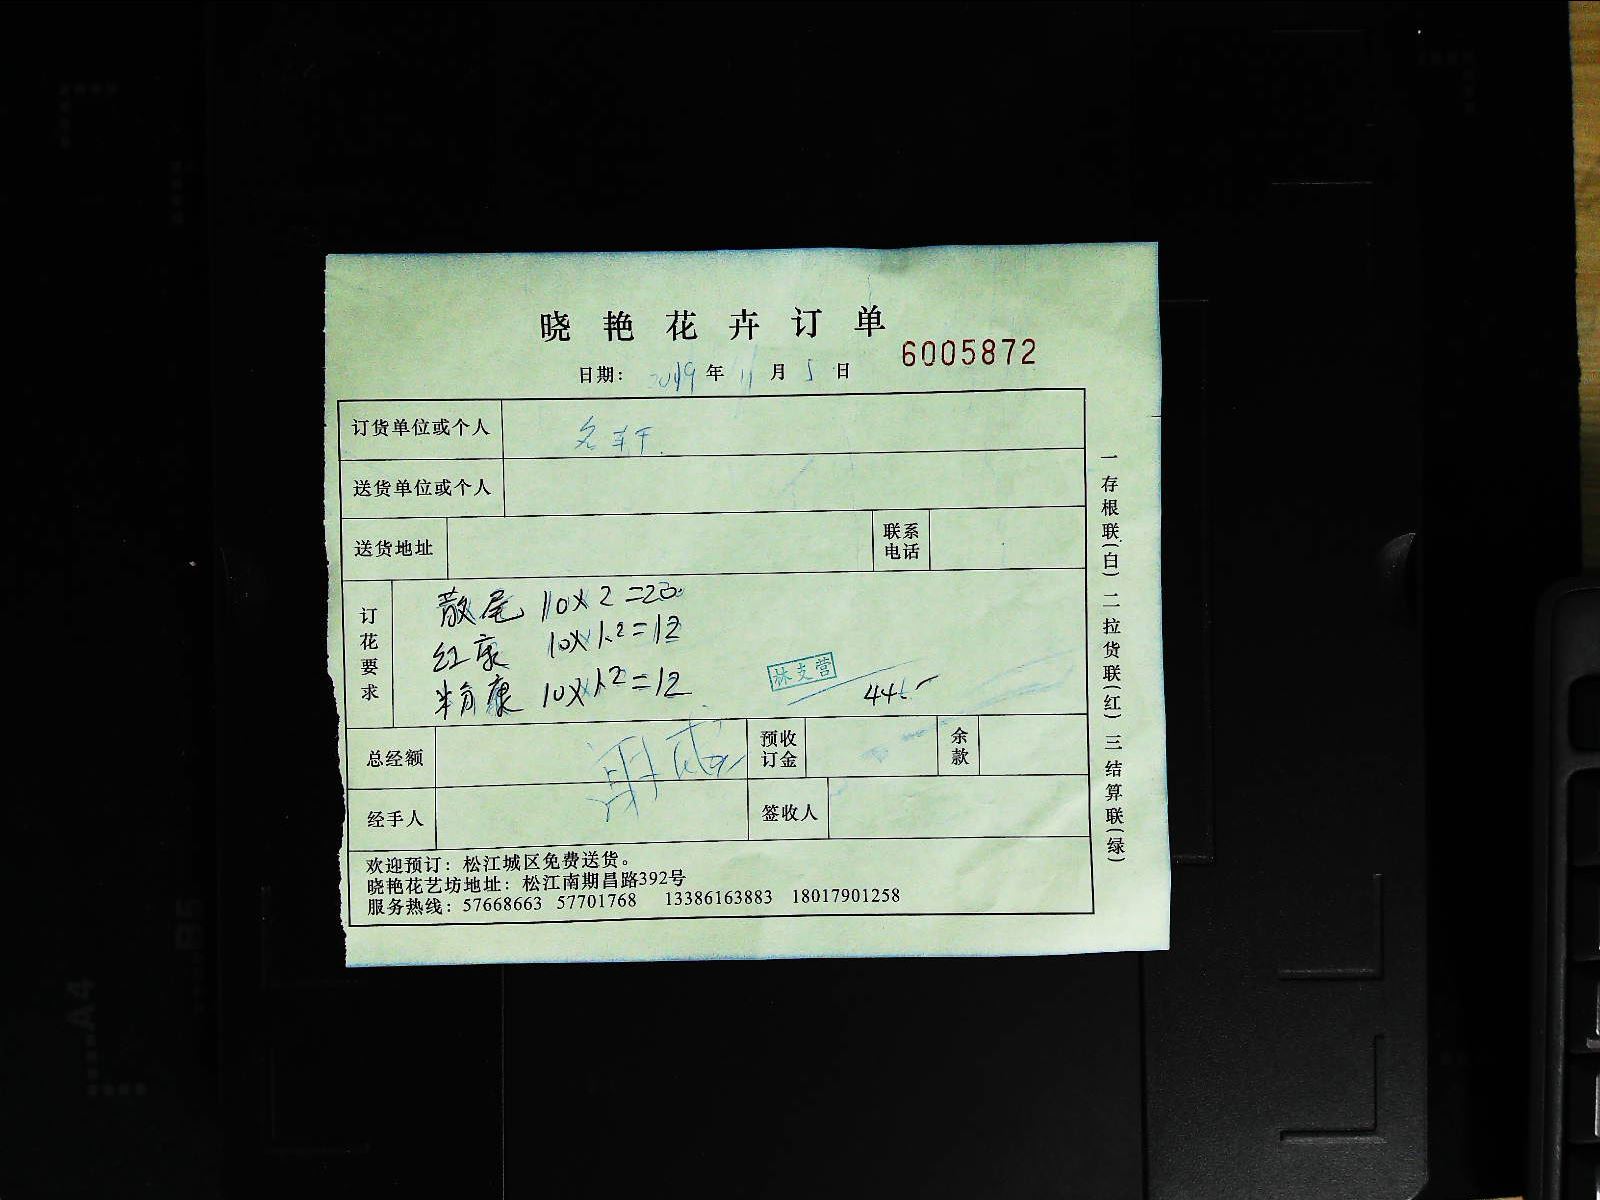 晓艳花卉订单
6005872
日期: 2019年11月5日
订货单位或个人 名轩.
送货单位或个人
送货地址
联系电话
订花要求
散尾 10x2=20.
红康 10x1.2=12
康 10x1.2=12
林支营
44.-
总经额
预收订金
余款
经手人
签收人
欢迎预订：松江城区免费送货。
晓艳花艺坊地址：松江南期昌路392号
服务热线：57668663 57701768 13386163883 18017901258
一存根联(白) 二拉货联(红) 三结算联(绿)
A4
B5